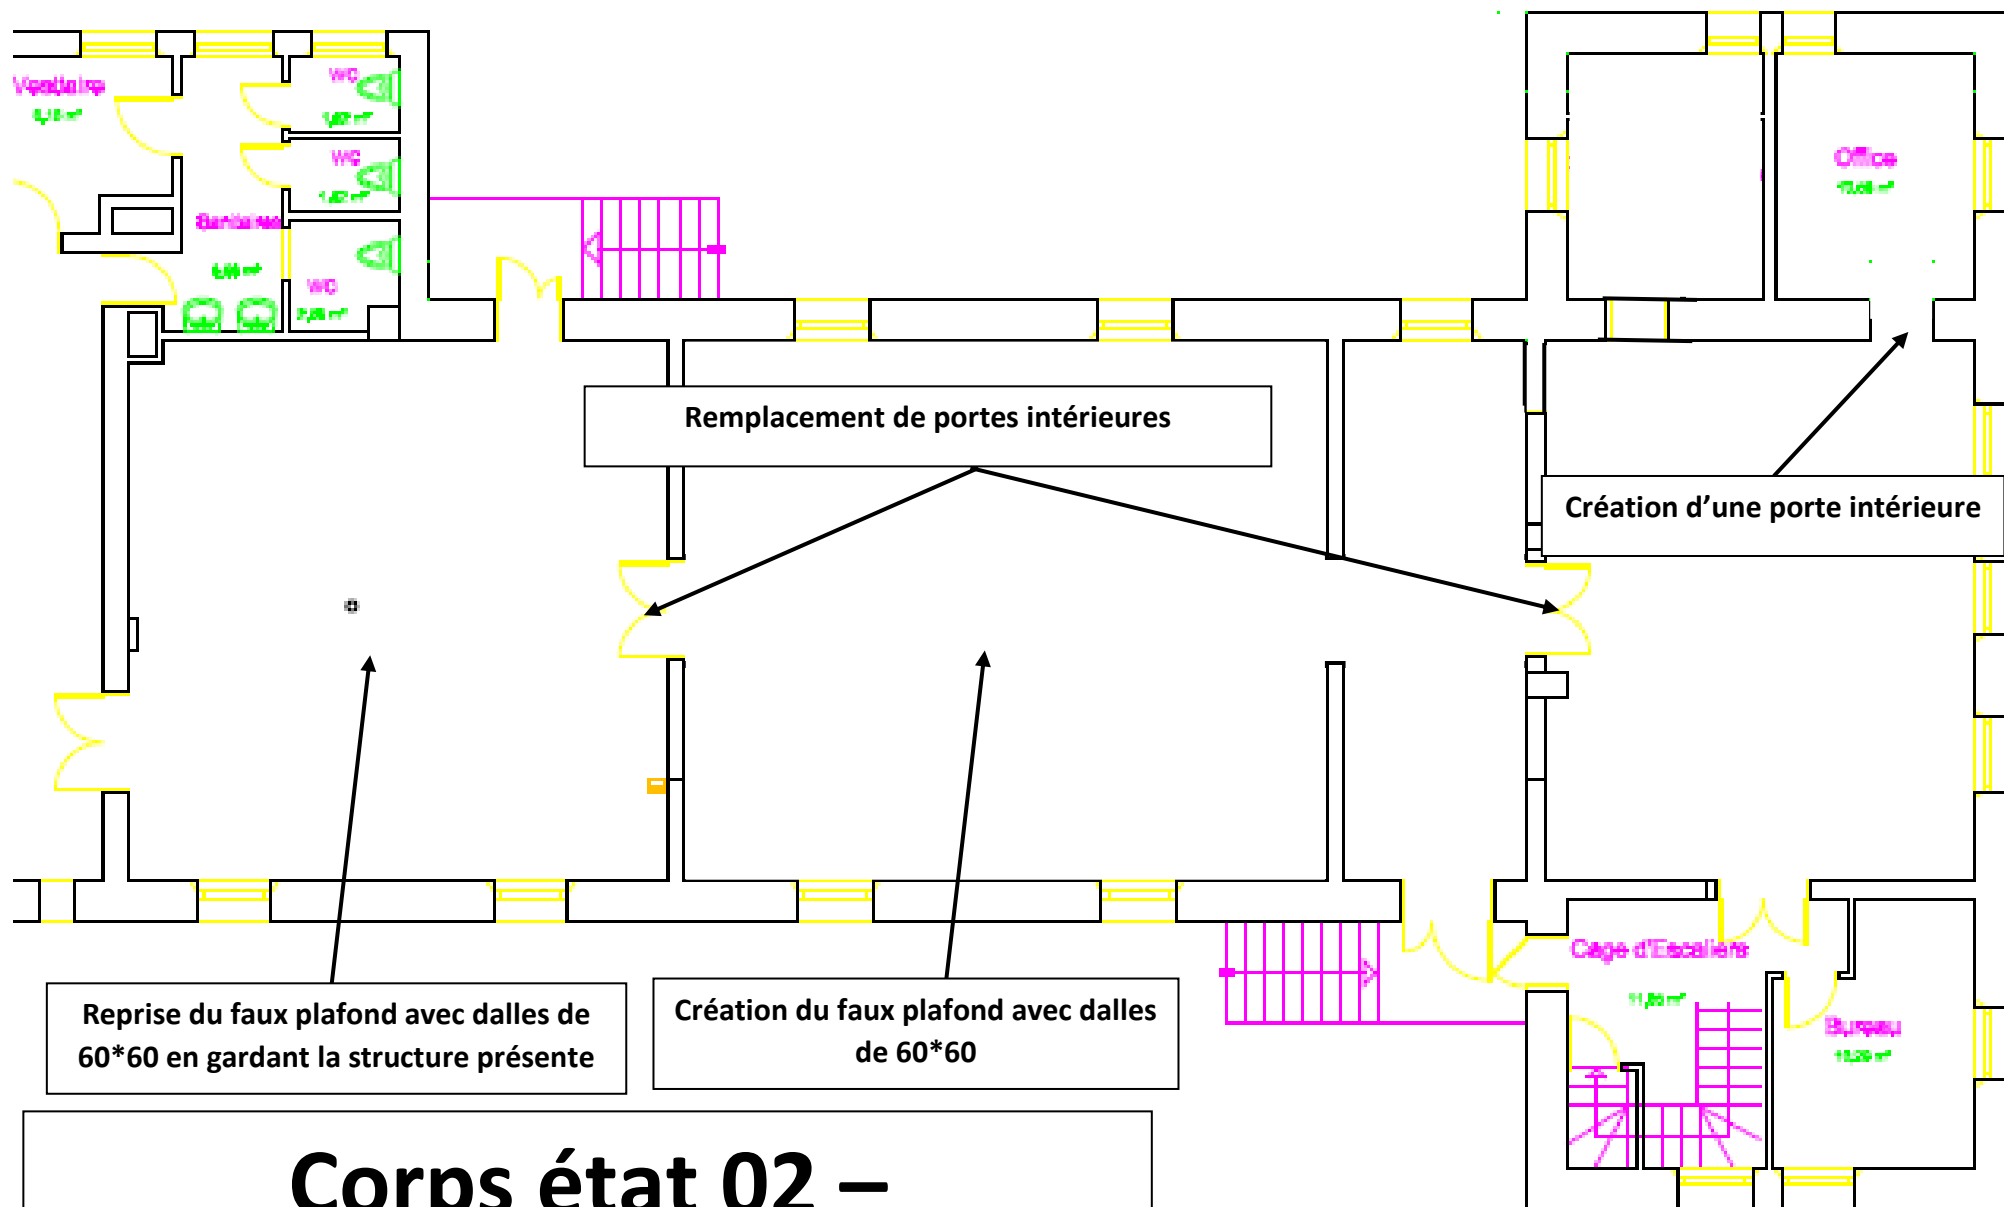 Vestiaire
WC
WC
Sanitaires
WC
Office
Remplacement de portes intérieures
Création d’une porte intérieure
Cage d'Escaliers
Bureau
Reprise du faux plafond avec dalles de
60*60 en gardant la structure présente
Création du faux plafond avec dalles
de 60*60
Corps état 02 –